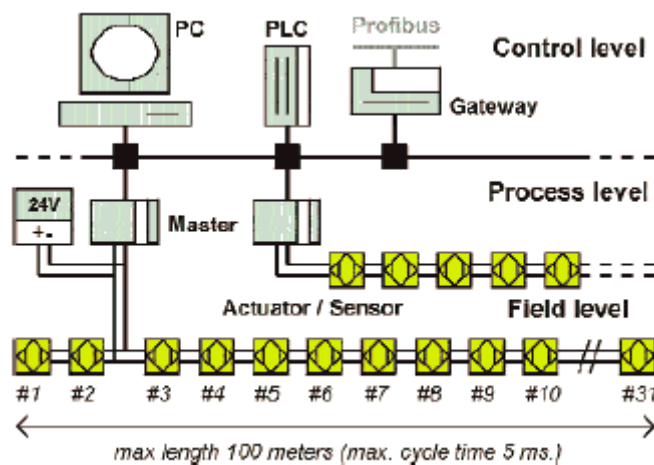 PC
PLC
Profibus
Control level
Gateway
Process level
24V
+-
Master
Actuator / Sensor
Field level
#1 #2 #3 #4 #5 #6 #7 #8 #9 #10 #31
max length 100 meters (max. cycle time 5 ms.)